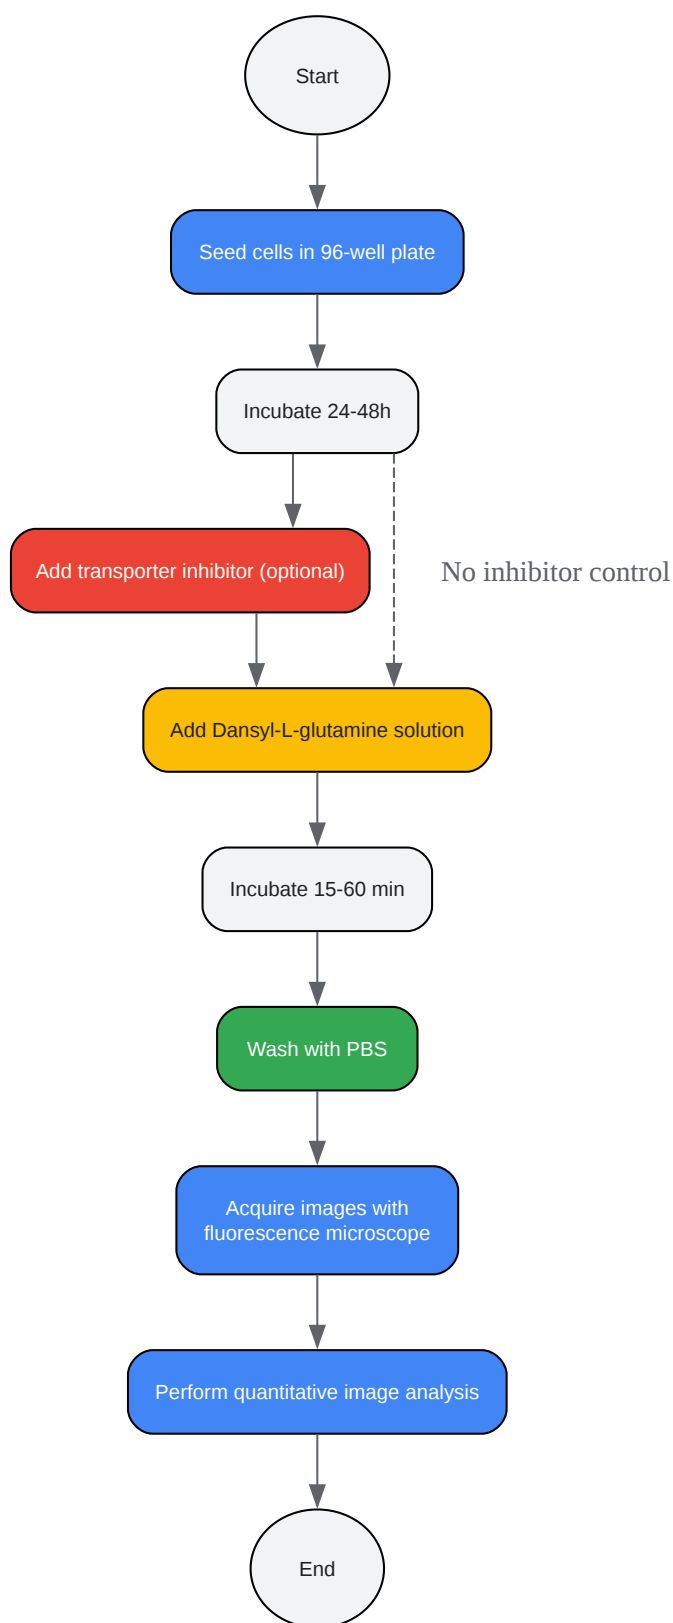 Start
Seed cells in 96-well plate
Incubate 24-48h
Add transporter inhibitor (optional)
No inhibitor control
Add Dansyl-L-glutamine solution
Incubate 15-60 min
Wash with PBS
Acquire images with
fluorescence microscope
Perform quantitative image analysis
End